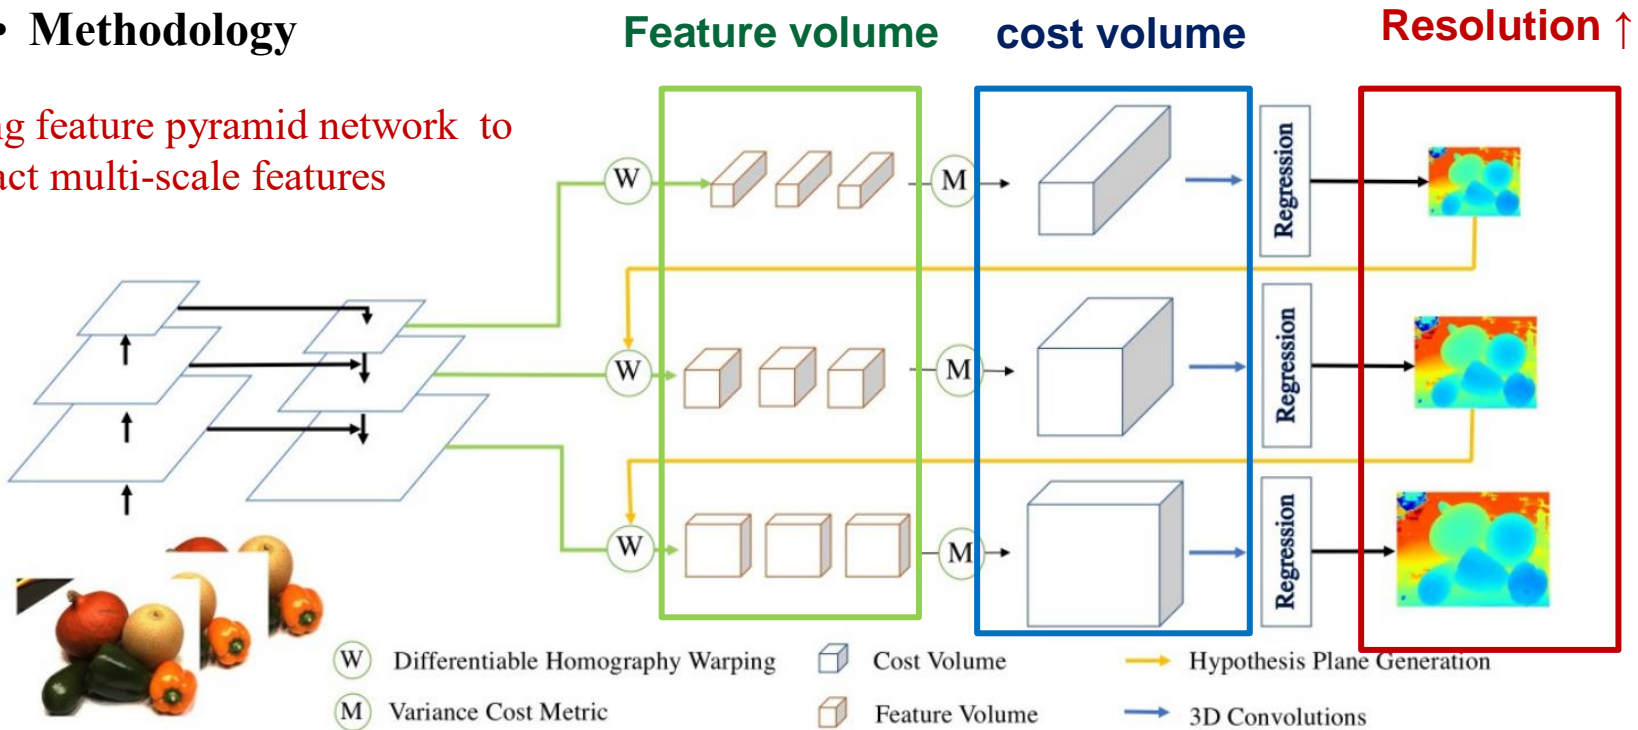 • Methodology
Feature volume
cost volume
Resolution ↑
ng feature pyramid network to
act multi-scale features
W
M
Regression
W
M
Regression
W
M
Regression
W Differentiable Homography Warping
Cost Volume
Hypothesis Plane Generation
M Variance Cost Metric
Feature Volume
3D Convolutions